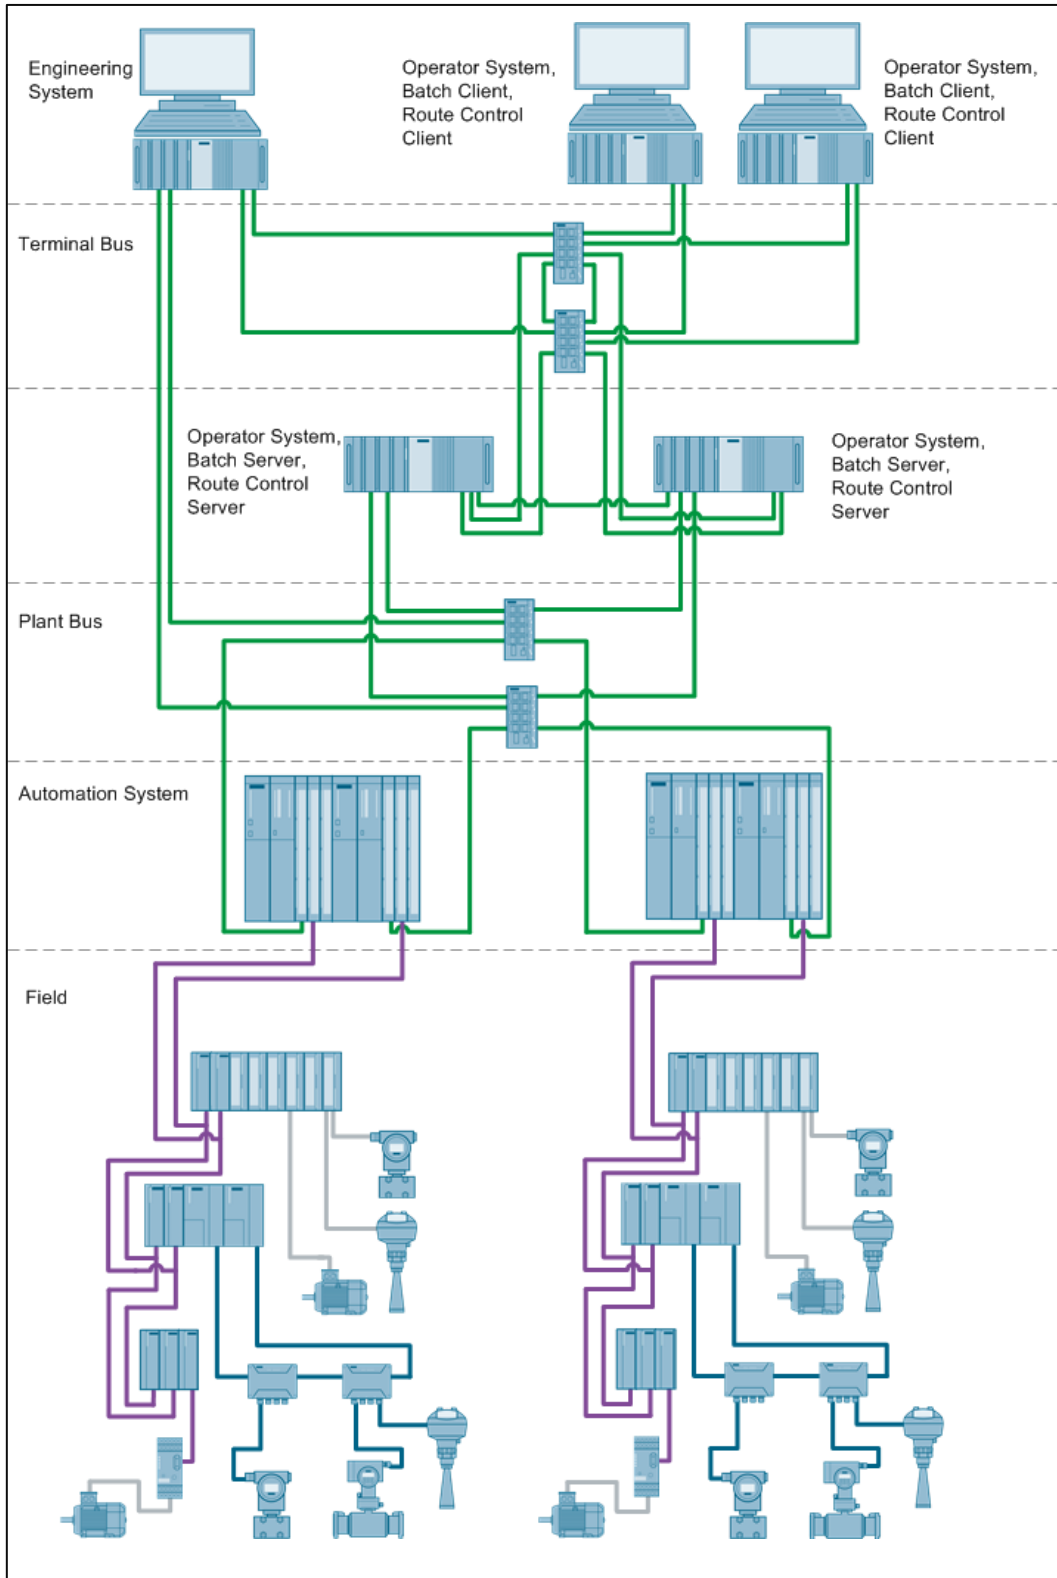 Engineering
System
Operator System,
Batch Client,
Route Control
Client
Operator System,
Batch Client,
Route Control
Client
Terminal Bus
Operator System,
Batch Server,
Route Control
Server
Operator System,
Batch Server,
Route Control
Server
Plant Bus
Automation System
Field